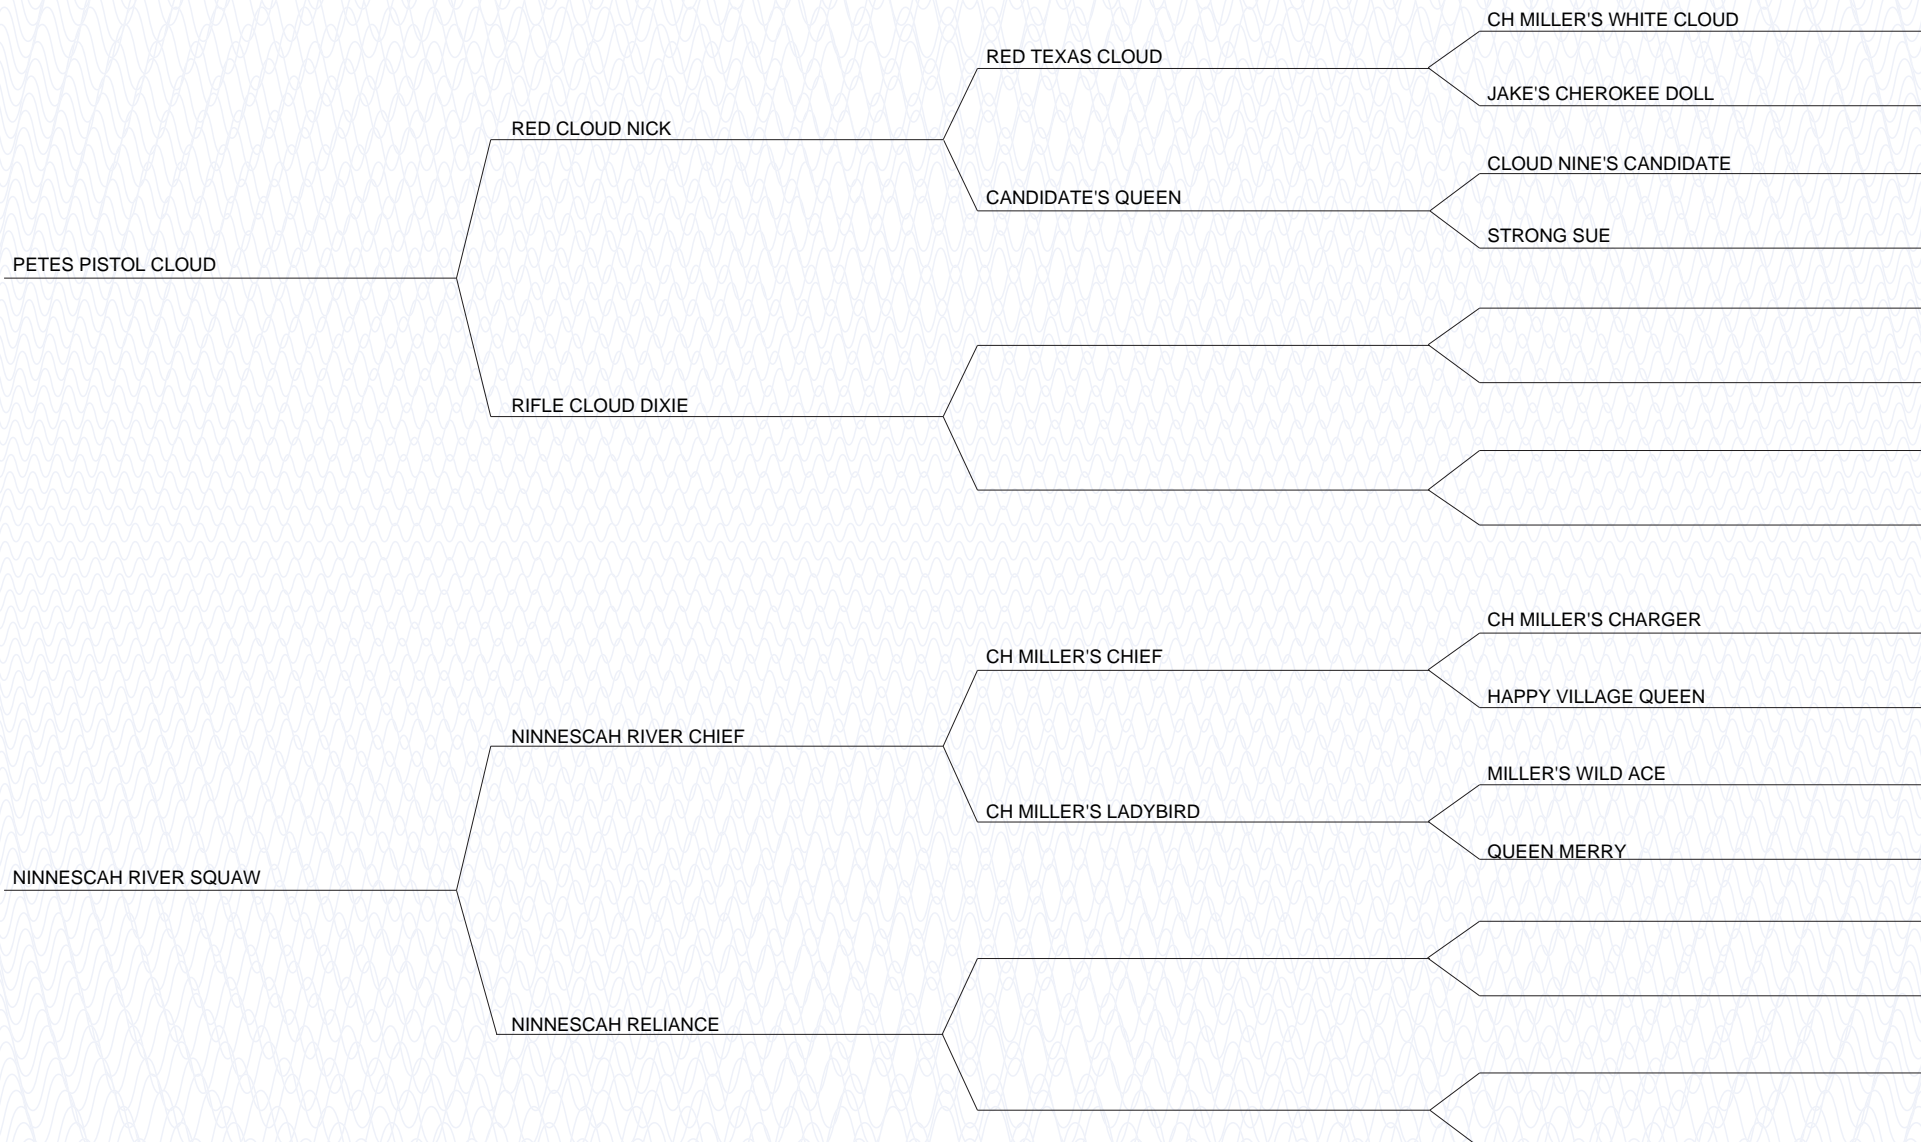 CH MILLER'S WHITE CLOUD
RED TEXAS CLOUD
JAKE'S CHEROKEE DOLL
RED CLOUD NICK
CLOUD NINE'S CANDIDATE
CANDIDATE'S QUEEN
STRONG SUE
PETES PISTOL CLOUD
RIFLE CLOUD DIXIE
CH MILLER'S CHARGER
CH MILLER'S CHIEF
HAPPY VILLAGE QUEEN
NINNESCAH RIVER CHIEF
MILLER'S WILD ACE
CH MILLER'S LADYBIRD
QUEEN MERRY
NINNESCAH RIVER SQUAW
NINNESCAH RELIANCE